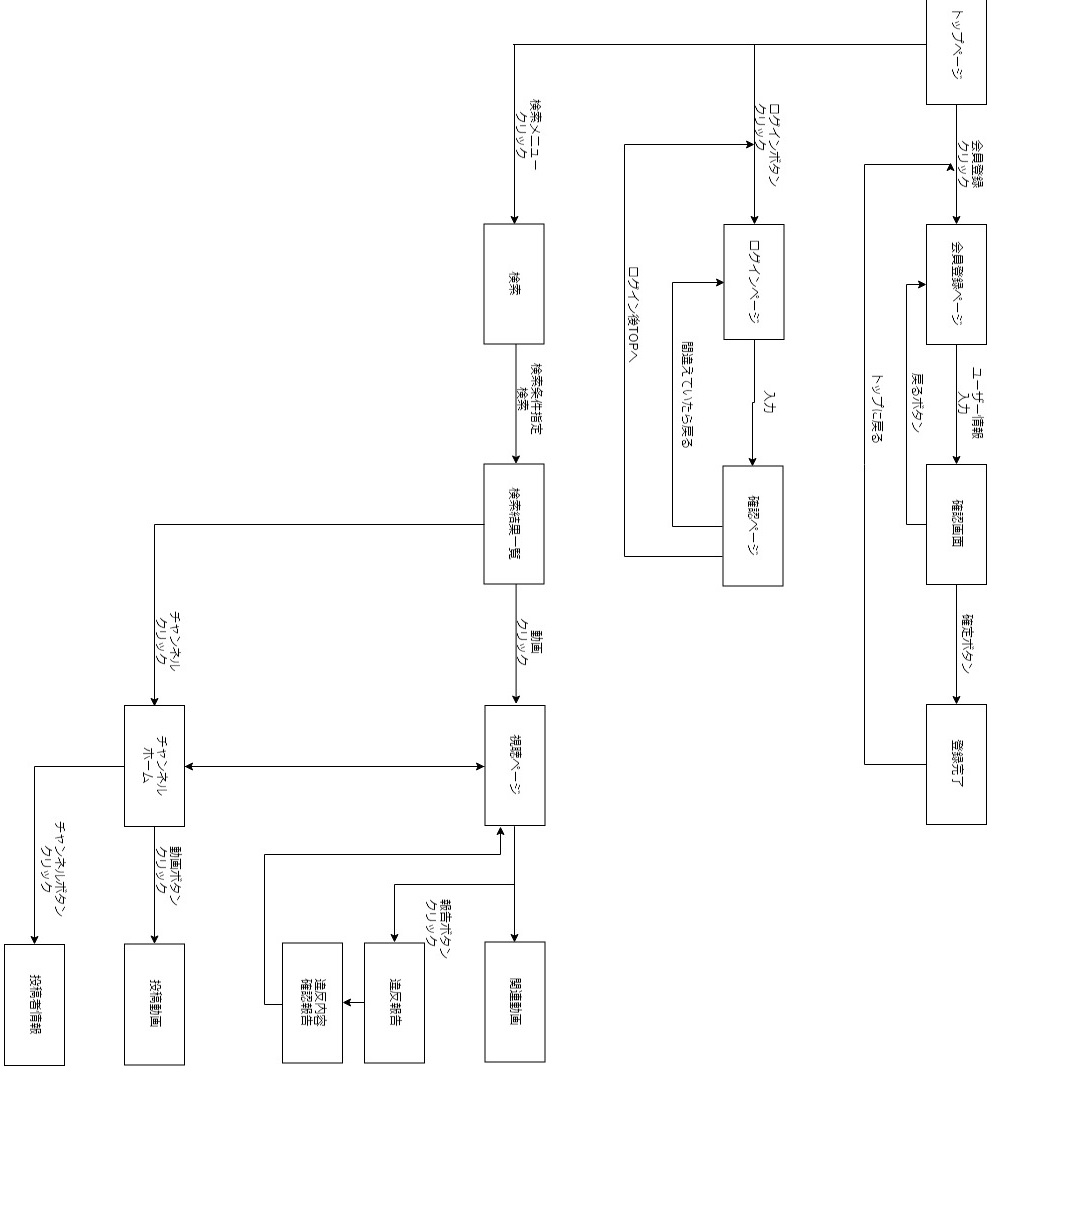 トップページ
会員登録
クリック
会員登録ページ
ユーザー情報
入力
確認画面
確定ボタン
登録完了
戻るボタン
トップに戻る
ログインボタン
クリック
ログインページ
入力
確認ページ
間違えていたら戻る
ログイン後TOPへ
検索メニュー
クリック
検索
検索条件指定
検索
検索結果一覧
動画
クリック
視聴ページ
関連動画
報告ボタン
クリック
違反報告
違反内容
確認報告
チャンネル
クリック
チャンネル
ホーム
動画ボタン
クリック
投稿動画
チャンネルボタン
クリック
投稿者情報